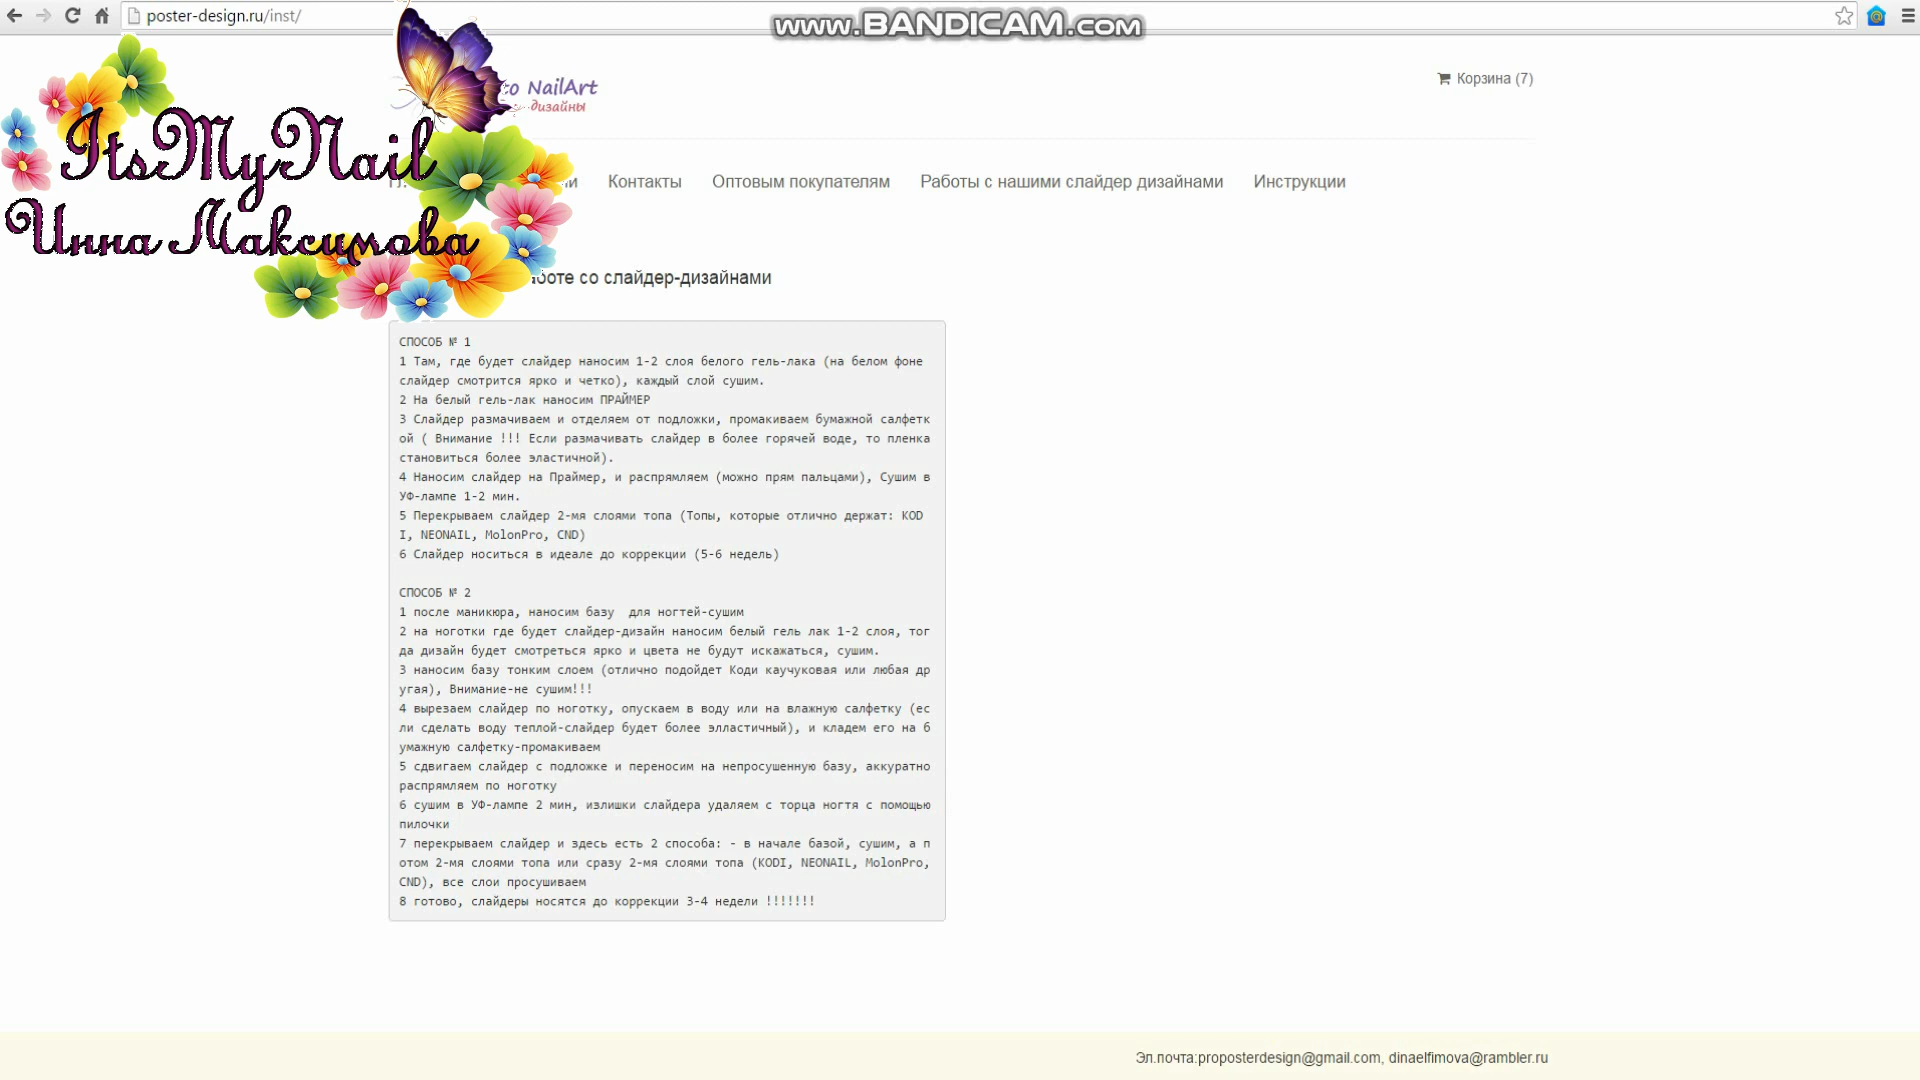 poster-design.ru/inst/
www.BANDICAM.com
to NailArt
дизайны
Корзина (7)
ItsMyNail
Инна Максимова
Контакты
Оптовым покупателям
Работы с нашими слайдер дизайнами
Инструкции
со слайдер-дизайнами
СПОСОБ № 1
1 Там, где будет слайдер наносим 1-2 слоя белого гель-лака (на белом фоне
слайдер смотрится ярко и четко), каждый слой сушим.
2 На белый гель-лак наносим ПРАЙМЕР
3 Слайдер размачиваем и отделяем от подложки, промакиваем бумажной салфетк
ой ( Внимание !!! Если размачивать слайдер в более горячей воде, то пленка
становиться более эластичной).
4 Наносим слайдер на Праймер, и распрямляем (можно прям пальцами), Сушим в
УФ-лампе 1-2 мин.
5 Перекрываем слайдер 2-мя слоями топа (Топы, которые отлично держат: KOD
I, NEONAIL, MolonPro, CND)
6 Слайдер носиться в идеале до коррекции (5-6 недель)
СПОСОБ № 2
1 после маникюра, наносим базу  для ногтей-сушим
2 на ноготки где будет слайдер-дизайн наносим белый гель лак 1-2 слоя, тог
да дизайн будет смотреться ярко и цвета не будут искажаться, сушим.
3 наносим базу тонким слоем (отлично подойдет Коди каучуковая или любая др
угая), Внимание-не сушим!!!
4 вырезаем слайдер по ноготку, опускаем в воду или на влажную салфетку (ес
ли сделать воду теплой-слайдер будет более элластичный), и кладем его на б
умажную салфетку-промакиваем
5 сдвигаем слайдер с подложке и переносим на непросушенную базу, аккуратно
распрямляем по ноготку
6 сушим в УФ-лампе 2 мин, излишки слайдера удаляем с торца ногтя с помощью
пилочки
7 перекрываем слайдер и здесь есть 2 способа: - в начале базой, сушим, а п
отом 2-мя слоями топа или сразу 2-мя слоями топа (KODI, NEONAIL, MolonPro,
CND), все слои просушиваем
8 готово, слайдеры носятся до коррекции 3-4 недели !!!!!!!
Эл.почта:proposterdesign@gmail.com, dinaelfimova@rambler.ru